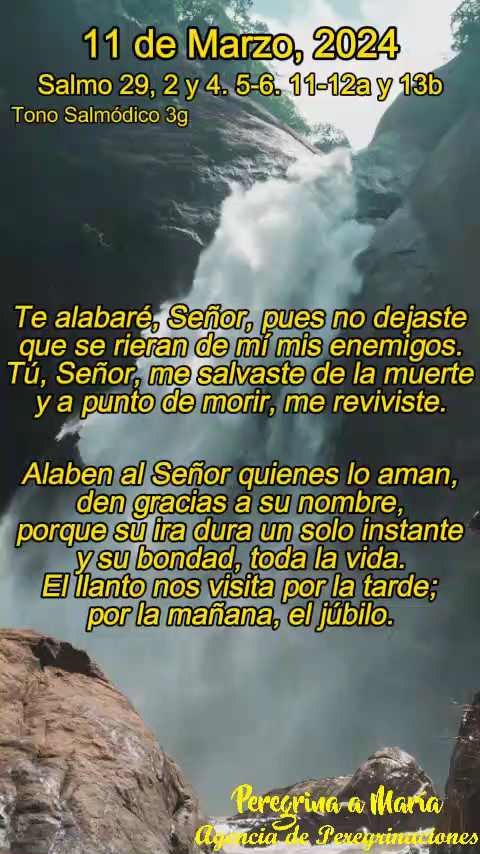 11 de Marzo, 2024
Salmo 29, 2 y 4. 5-6. 11-12a y 13b
Tono Salmódico 3g
Te alabaré, Señor, pues no dejaste
que se rieran de mí mis enemigos.
Tú, Señor, me salvaste de la muerte
y a punto de morir, me reviviste.
Alaben al Señor quienes lo aman,
den gracias a su nombre,
porque su ira dura un solo instante
y su bondad, toda la vida.
El llanto nos visita por la tarde;
por la mañana, el júbilo.
Peregrina a María
Agencia de Peregrinaciones